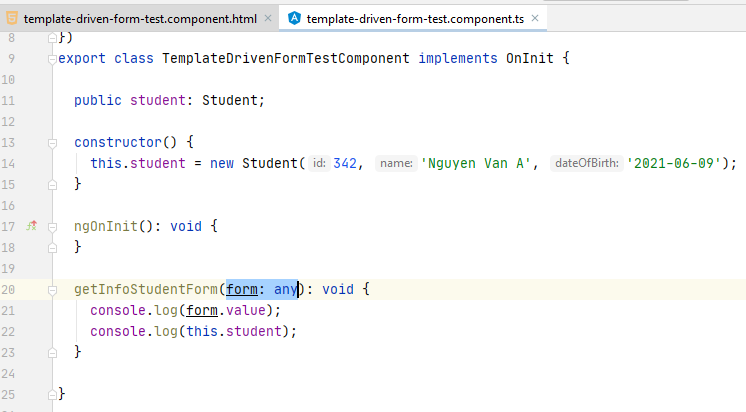 template-driven-form-test.component.html × template-driven-form-test.component.ts ×
8 })
9 export class TemplateDrivenFormTestComponent implements OnInit {
10
11 public student: Student;
12
13 constructor() {
14 this.student = new Student( id: 342, name: 'Nguyen Van A', dateOfBirth: '2021-06-09');
15 }
16
17 ngOnInit(): void {
18 }
19
20 getInfoStudentForm(form: any): void {
21 console.log(form.value);
22 console.log(this.student);
23 }
24
25 }